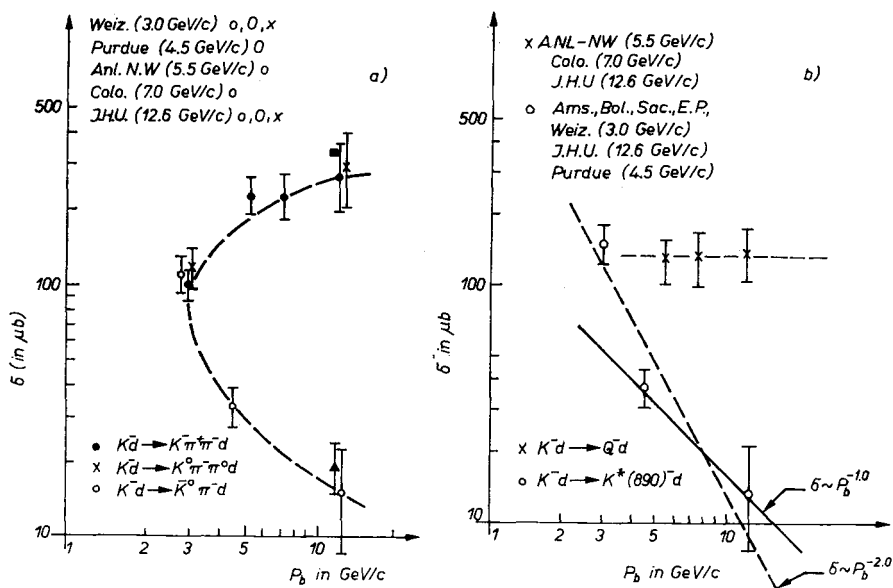 Weiz. (3.0 GeV/c) o, O, x
Purdue (4.5 GeV/c) O
Anl. N.W (5.5 GeV/c) o
Colo. (7.0 GeV/c) o
J.H.U. (12.6 GeV/c) o, O, x
a)
500
100
10
σ (in μb)
● K⁻d → K⁻π⁺π⁻d
x K⁻d → K̄⁰π⁻π⁰d
o K⁻d → K̄⁰π⁻d
1 2 3 5 10
P_b in GeV/c
x ANL-NW (5.5 GeV/c)
Colo. (7.0 GeV/c)
J.H.U (12.6 GeV/c)
b)
o Ams., Bol., Sac., E.P.,
Weiz. (3.0 GeV/c)
J.H.U. (12.6 GeV/c)
Purdue (4.5 GeV/c)
500
100
10
σ in μb
x K⁻d → Q⁻d
o K⁻d → K*(890)⁻d
σ ~ P_b^-1.0
σ ~ P_b^-2.0
1 2 3 5 10
P_b in GeV/c